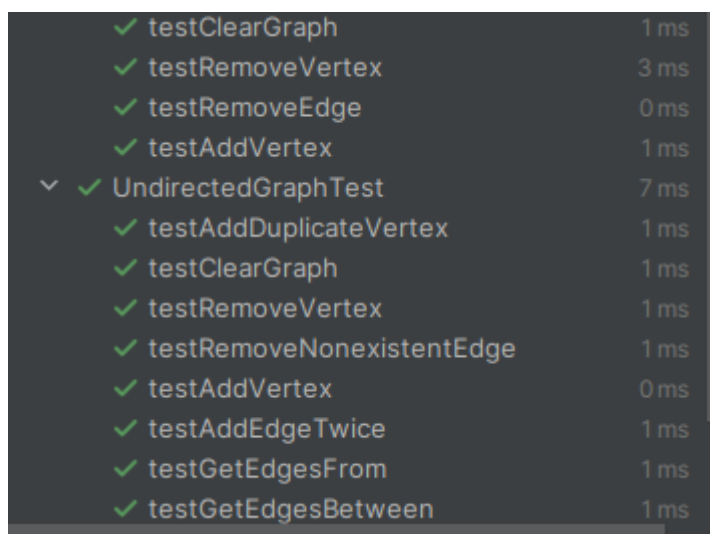 testClearGraph 1 ms
testRemoveVertex 3 ms
testRemoveEdge 0 ms
testAddVertex 1 ms
UndirectedGraphTest 7 ms
testAddDuplicateVertex 1 ms
testClearGraph 1 ms
testRemoveVertex 1 ms
testRemoveNonexistentEdge 1 ms
testAddVertex 0 ms
testAddEdgeTwice 1 ms
testGetEdgesFrom 1 ms
testGetEdgesBetween 1 ms